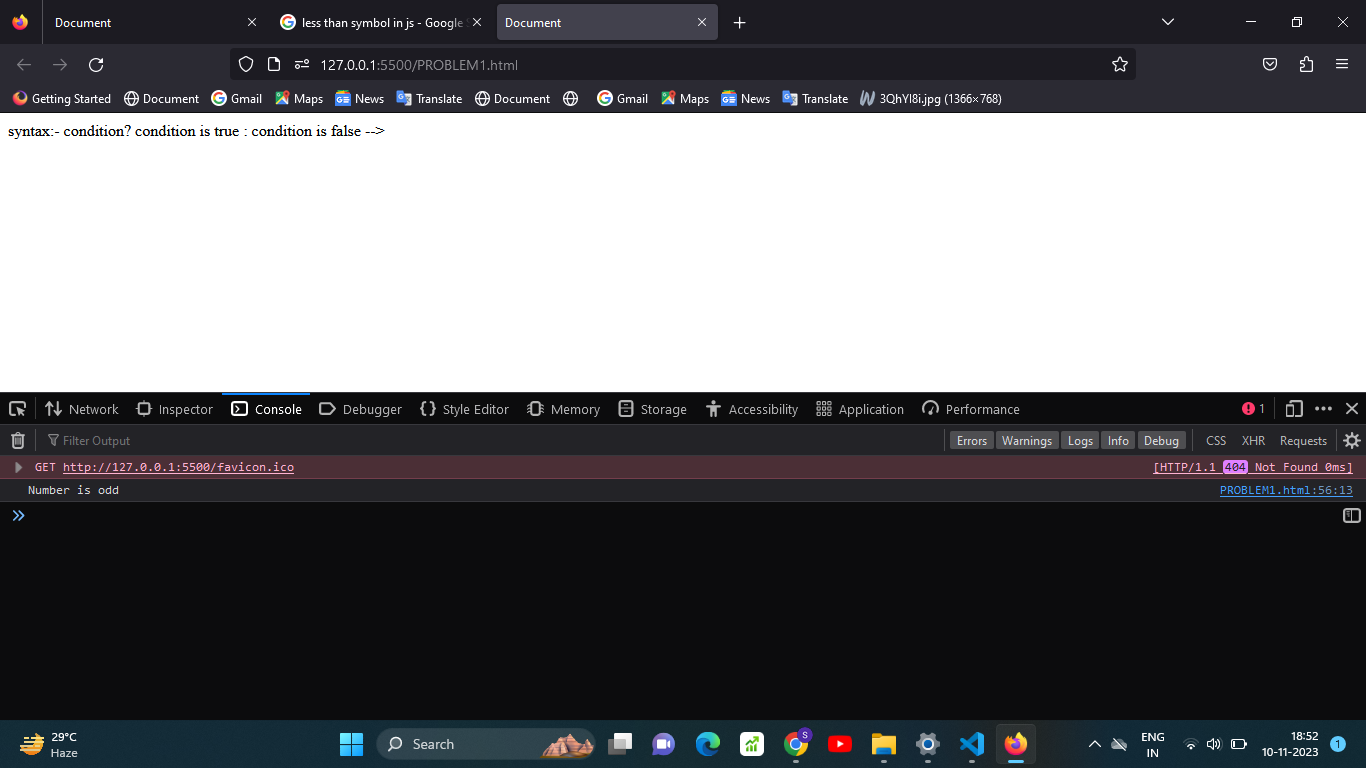 Document
less than symbol in js - Google
Document
127.0.0.1:5500/PROBLEM1.html
Getting Started Document Gmail Maps News Translate Document Gmail Maps News Translate 3QhYl8i.jpg (1366×768)
syntax:- condition? condition is true : condition is false -->
Network Inspector Console Debugger Style Editor Memory Storage Accessibility Application Performance 1
Filter Output Errors Warnings Logs Info Debug CSS XHR Requests
GET http://127.0.0.1:5500/favicon.ico [HTTP/1.1 404 Not Found 0ms]
Number is odd PROBLEM1.html:56:13
29°C
Haze
Search
S
ENG
IN
18:52
10-11-2023
1